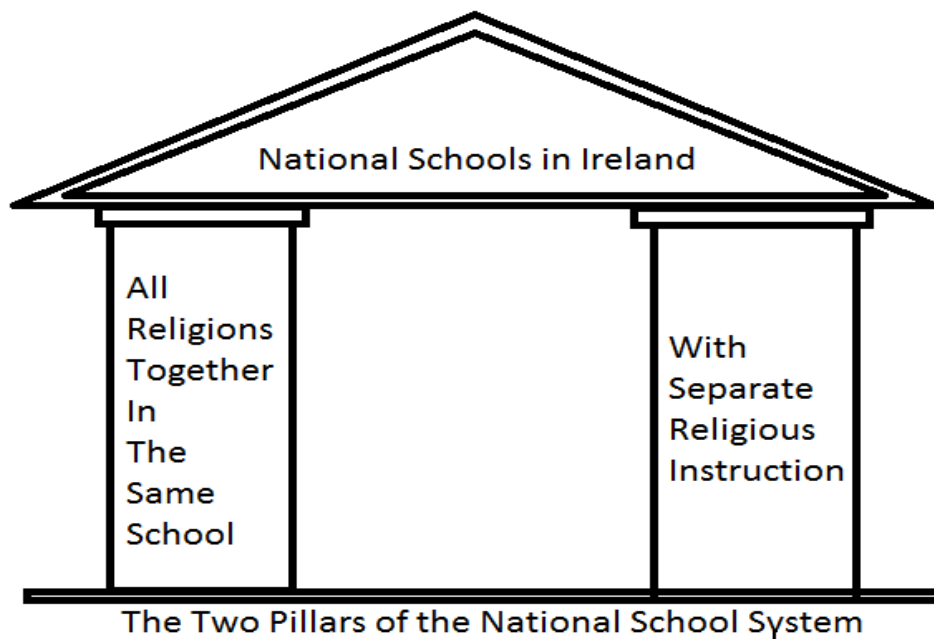 National Schools in Ireland
All
Religions
Together
In
The
Same
School
With
Separate
Religious
Instruction
The Two Pillars of the National School System